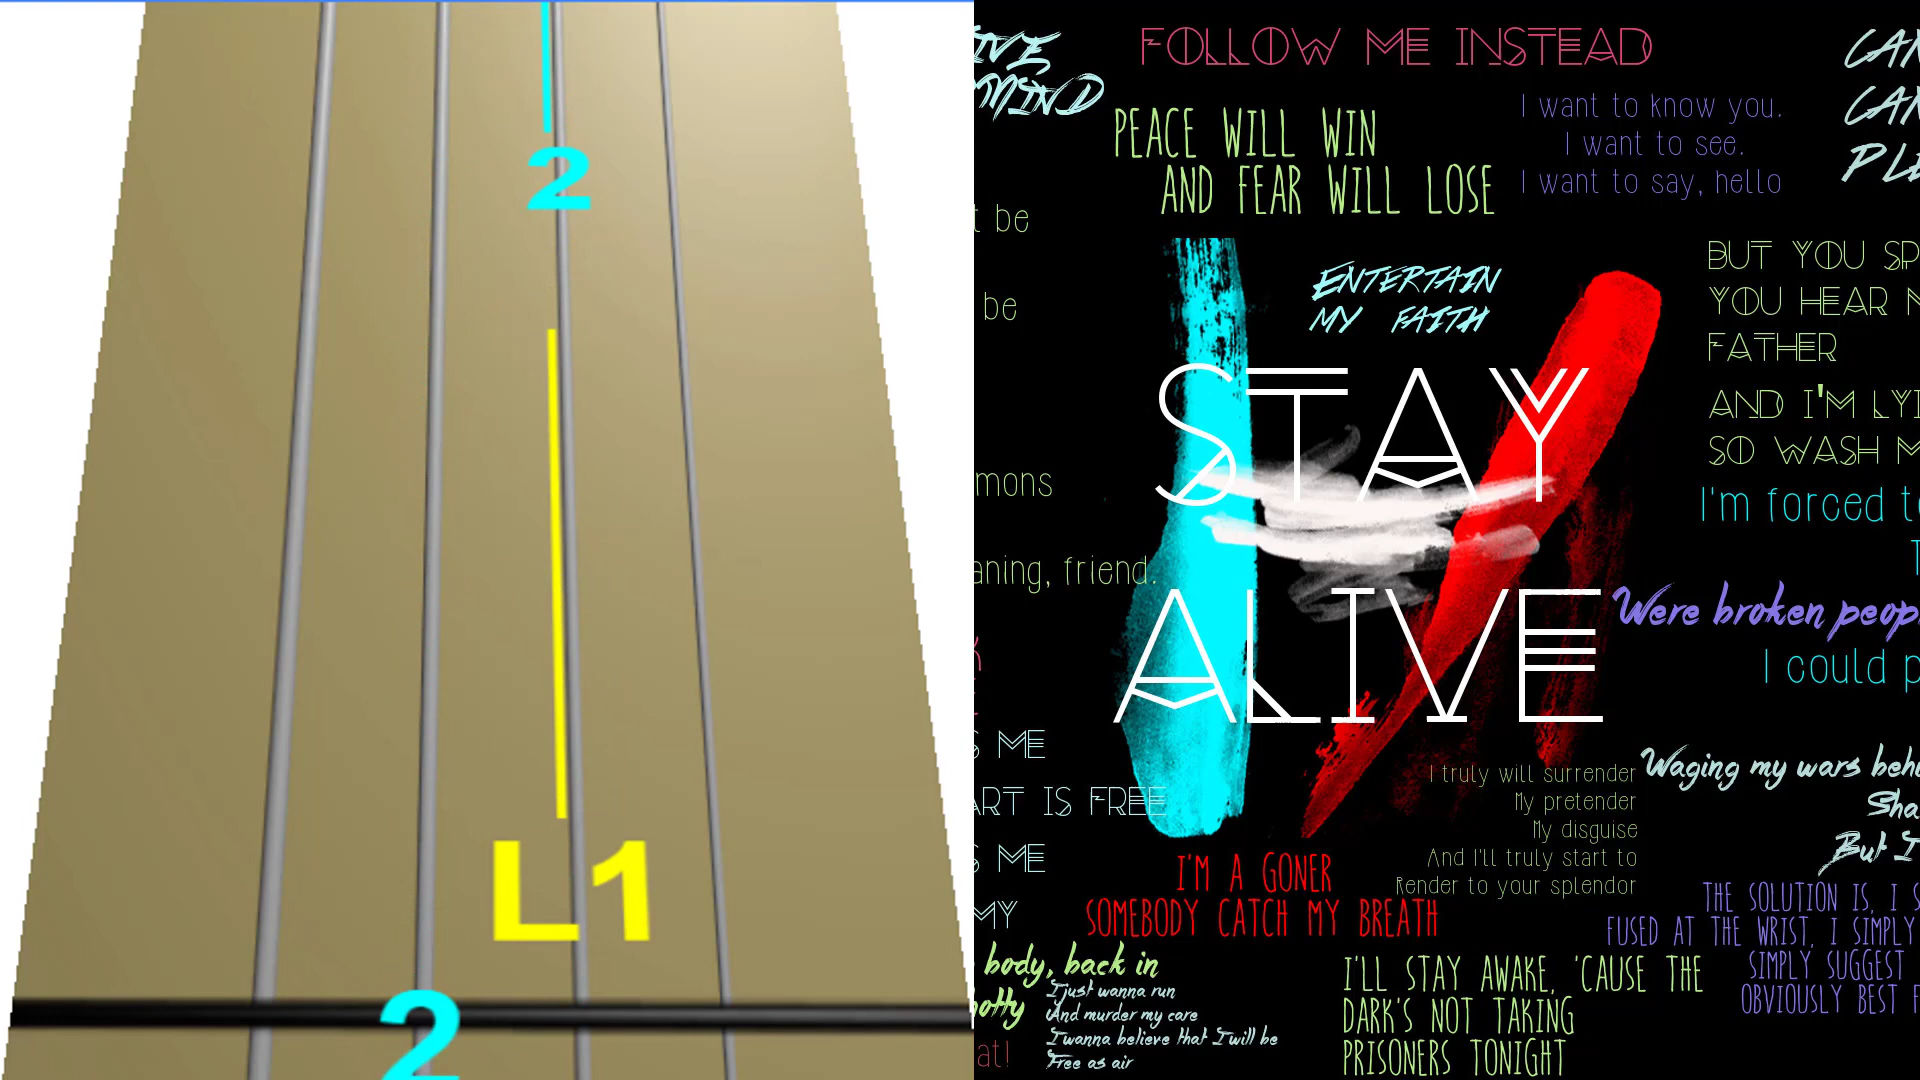 2
L1
2
FOLLOW ME INSTEAD
PEACE WILL WIN
AND FEAR WILL LOSE
I want to know you.
I want to see.
I want to say, hello
t be
be
ENTERTAIN
MY FAITH
BUT YOU
YOU HEAR
FATHER
AND I'M
SO WASH
STAY
ALIVE
I'm forced
Were broken
I could
ME
IS FREE
ME
MY
I truly will surrender
My pretender
My disguise
And I'll truly start to
Render to your splendor
Waging my wars
But I
I'M A GONER
SOMEBODY CATCH MY BREATH
THE SOLUTION IS, I
FUSED AT THE WRIST, I SIMPLY
SIMPLY SUGGEST
OBVIOUSLY BEST
body, back in
I just wanna run
And murder my care
I wanna believe that I will be
Free as air
I'LL STAY AWAKE, 'CAUSE THE
DARK'S NOT TAKING
PRISONERS TONIGHT
at!
friend.